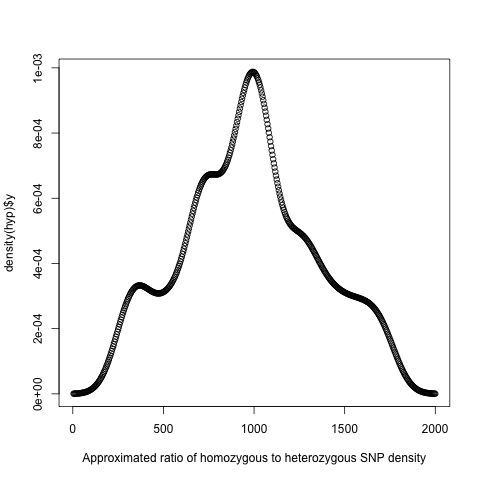 density(hyp)$y
1e-03
8e-04
6e-04
4e-04
2e-04
0e+00
0 500 1000 1500 2000
Approximated ratio of homozygous to heterozygous SNP density